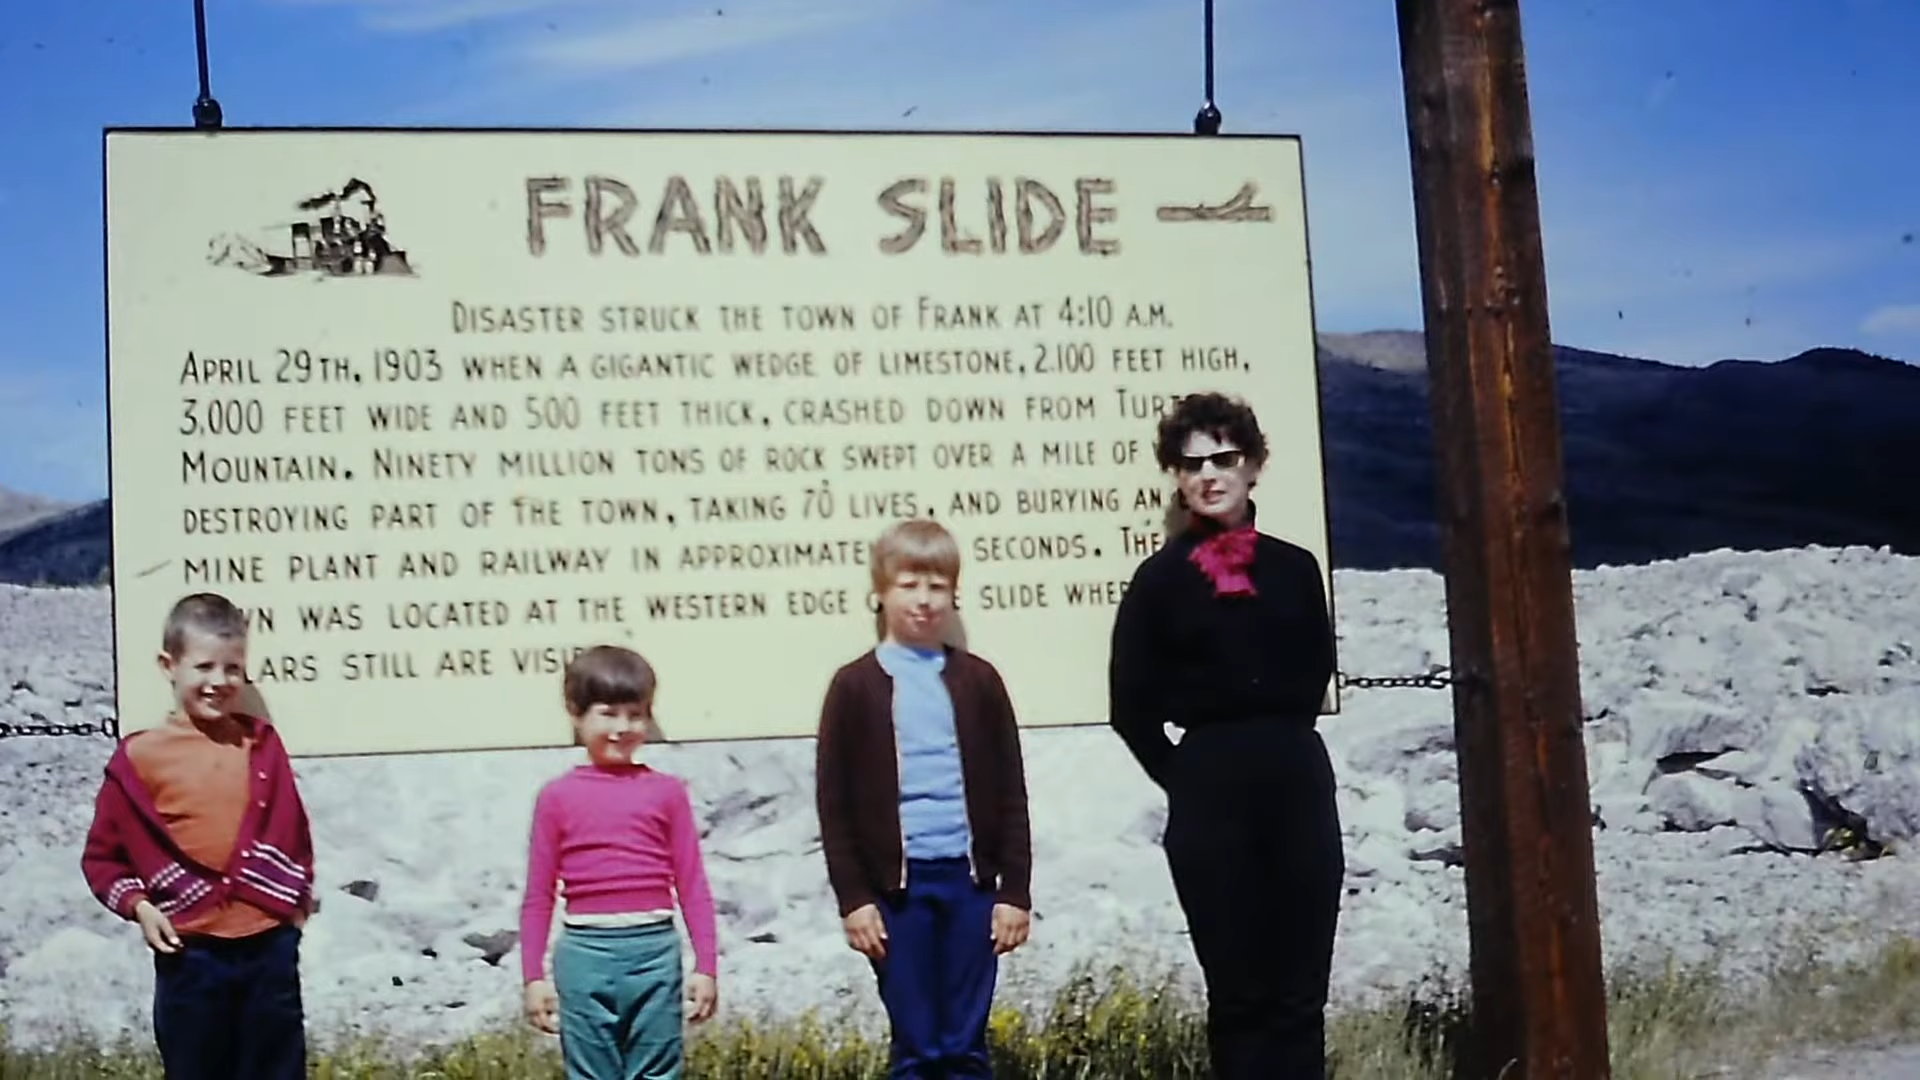 FRANK SLIDE
DISASTER STRUCK THE TOWN OF FRANK AT 4:10 A.M.
APRIL 29TH, 1903 WHEN A GIGANTIC WEDGE OF LIMESTONE, 2,100 FEET HIGH,
3,000 FEET WIDE AND 500 FEET THICK, CRASHED DOWN FROM
MOUNTAIN. NINETY MILLION TONS OF ROCK SWEPT OVER A MILE OF
DESTROYING PART OF THE TOWN, TAKING 70 LIVES, AND BURYING AN
MINE PLANT AND RAILWAY IN SECONDS.
WAS LOCATED AT THE WESTERN EDGE SLIDE
STILL ARE